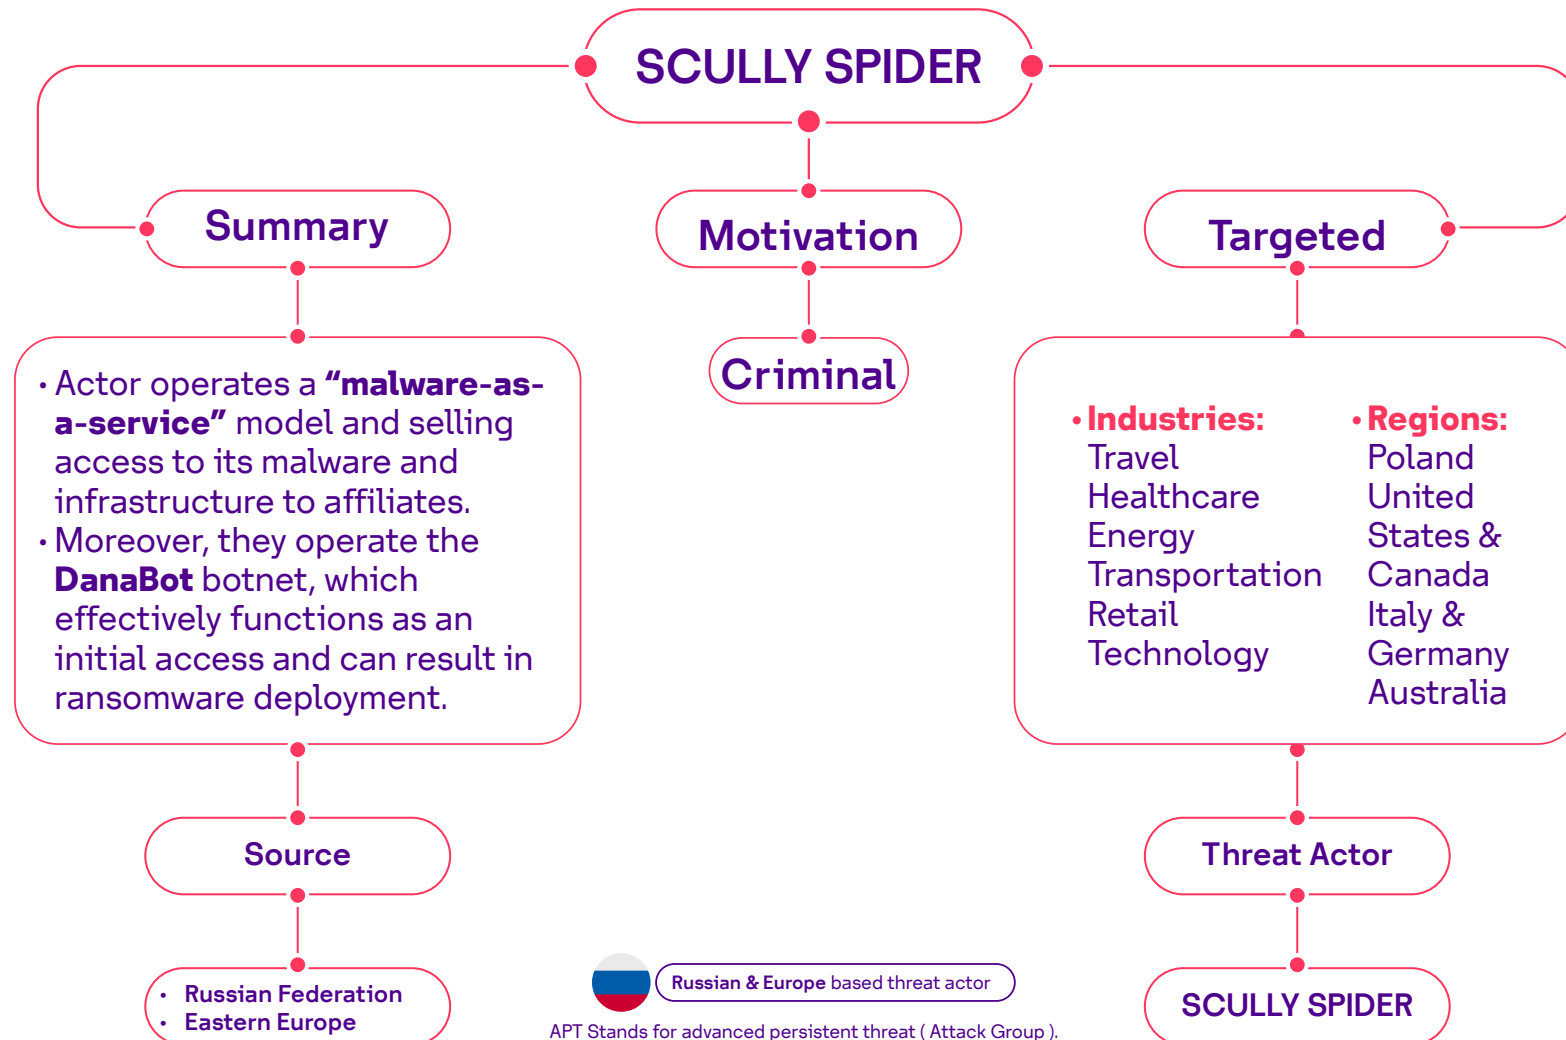 SCULLY SPIDER
Summary
Motivation
Targeted
• Actor operates a “malware-as-
a-service” model and selling
access to its malware and
infrastructure to affiliates.
• Moreover, they operate the
DanaBot botnet, which
effectively functions as an
initial access and can result in
ransomware deployment.
Criminal
• Industries:
Travel
Healthcare
Energy
Transportation
Retail
Technology
• Regions:
Poland
United
States &
Canada
Italy &
Germany
Australia
Source
Threat Actor
• Russian Federation
• Eastern Europe
Russian & Europe based threat actor
APT Stands for advanced persistent threat ( Attack Group ).
SCULLY SPIDER